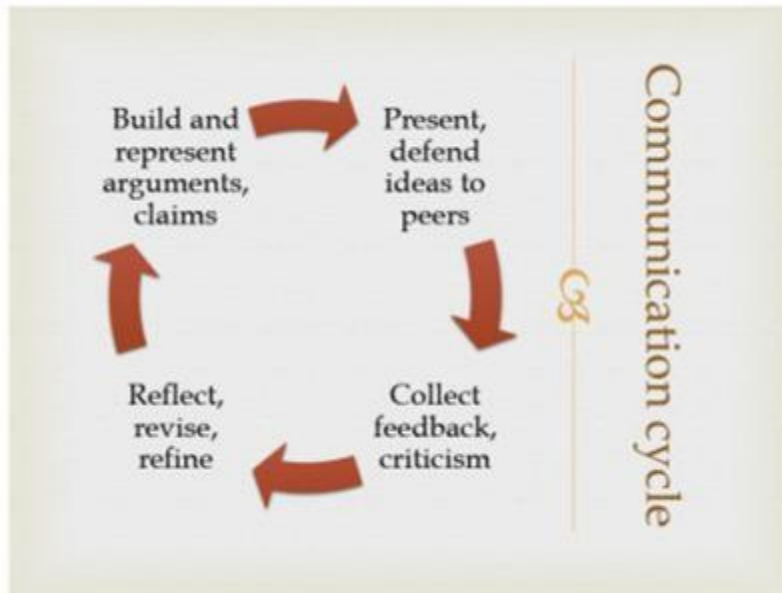 Build and
represent
arguments,
claims
Present,
defend
ideas to
peers
Collect
feedback,
criticism
Reflect,
revise,
refine
Communication cycle